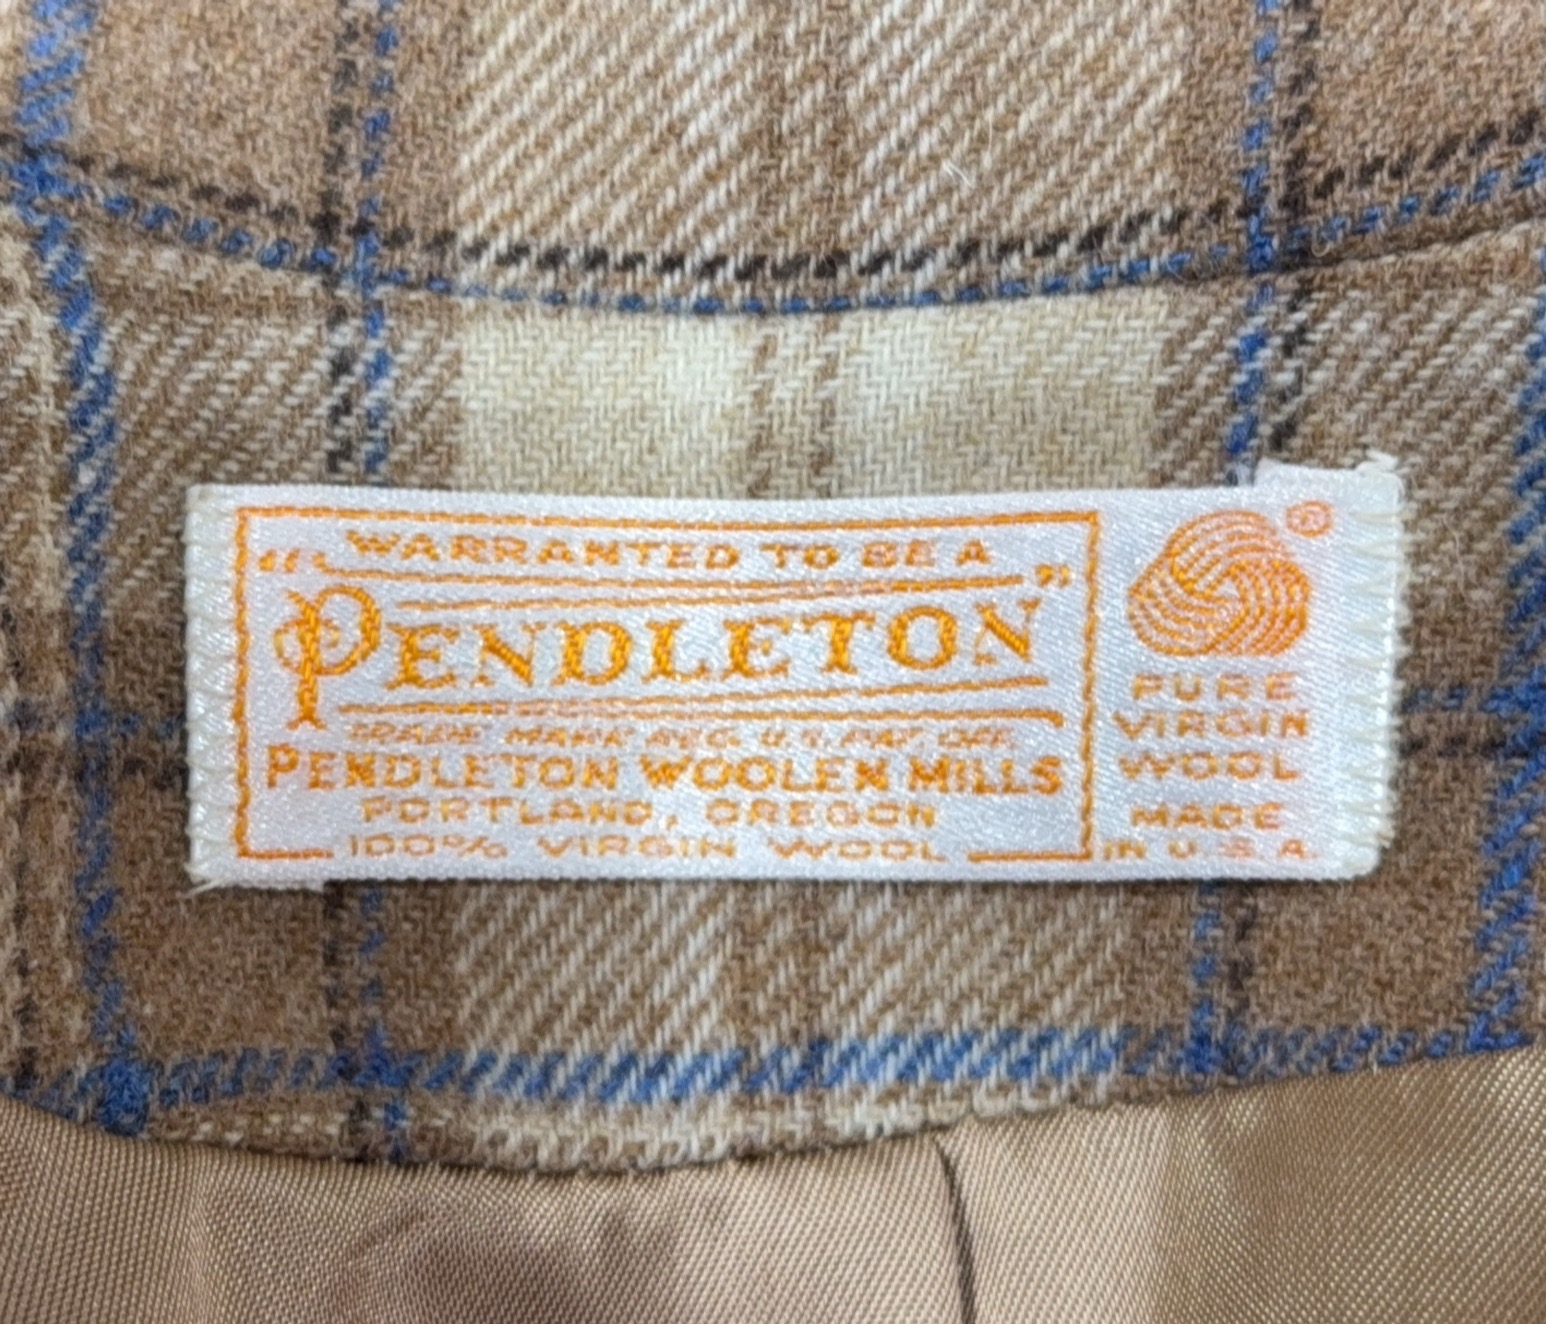 "WARRANTED TO BE A
PENDLETON"
TRADE MARK REG. U.S. PAT. OFF.
PENDLETON WOOLEN MILLS
PORTLAND, OREGON
100% VIRGIN WOOL
®
PURE
VIRGIN
WOOL
MADE
IN U.S.A.